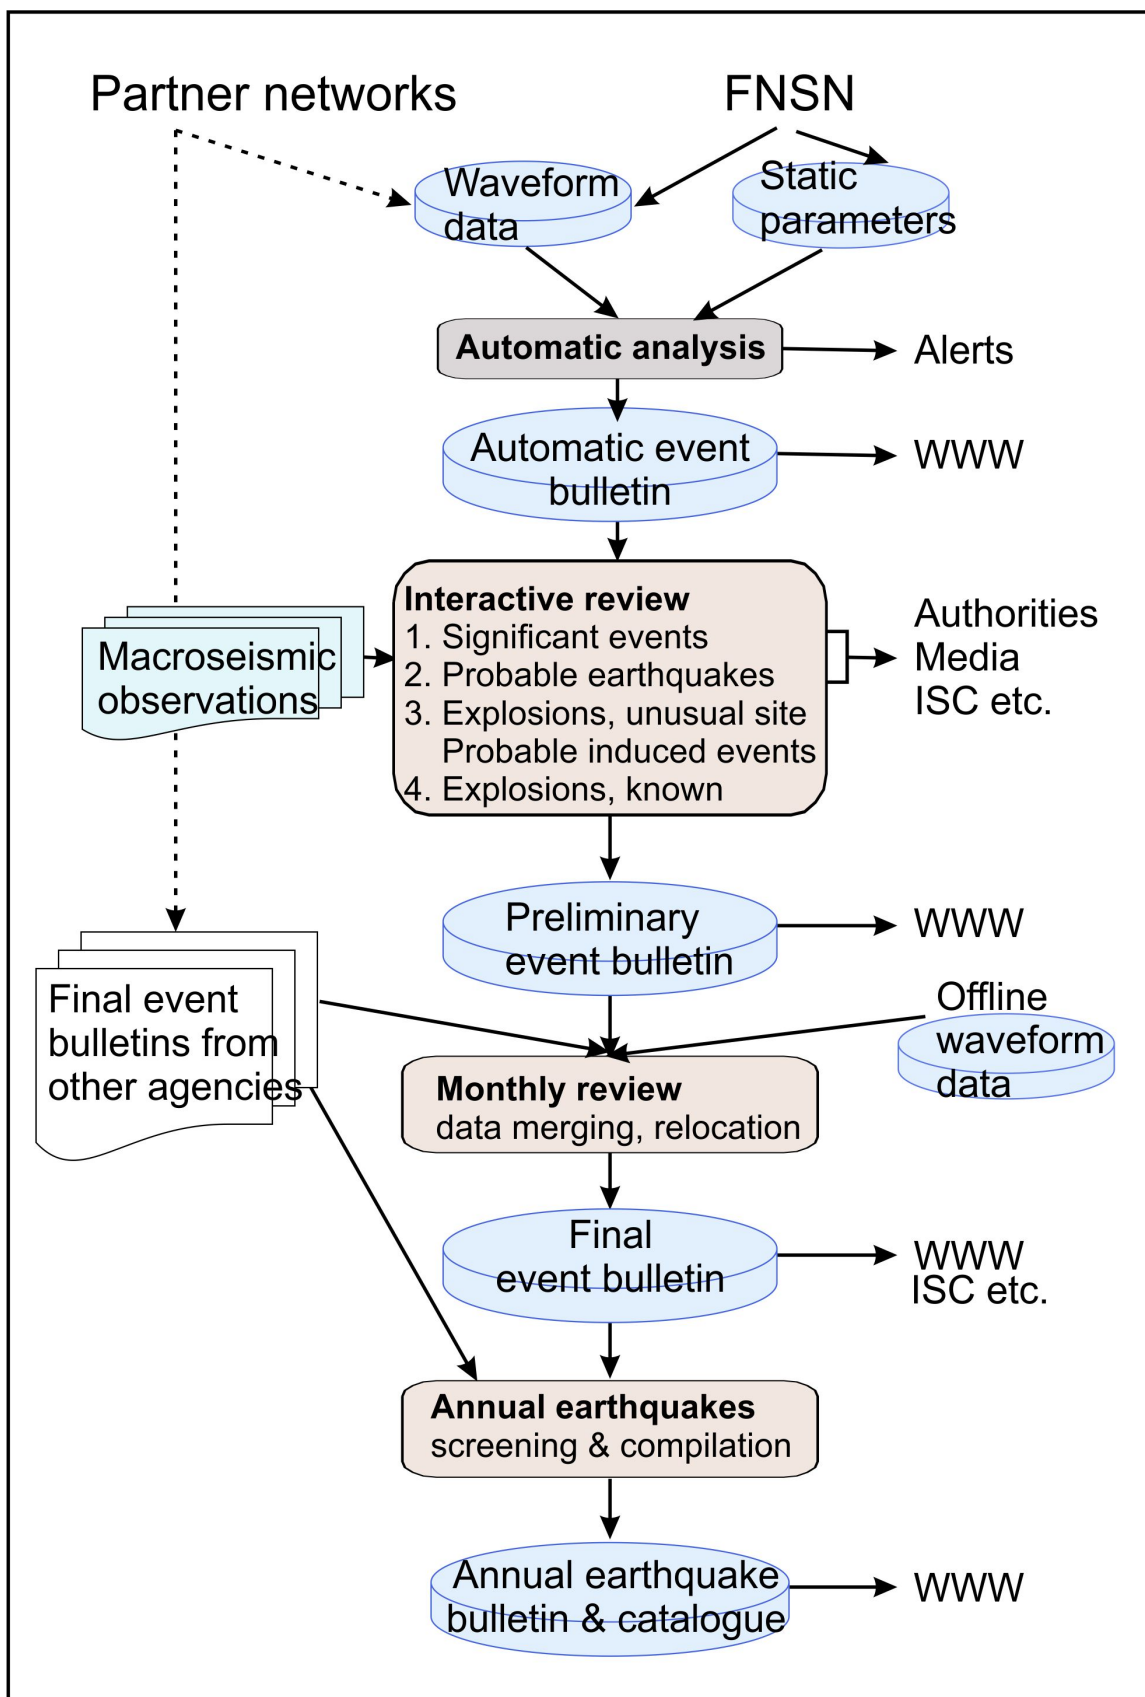 Partner networks
FNSN
Waveform
data
Static
parameters
Automatic analysis
Alerts
Automatic event
bulletin
WWW
Interactive review
1. Significant events
2. Probable earthquakes
3. Explosions, unusual site
Probable induced events
4. Explosions, known
Macroseismic
observations
Authorities
Media
ISC etc.
Preliminary
event bulletin
WWW
Final event
bulletins from
other agencies
Offline
waveform
data
Monthly review
data merging, relocation
Final
event bulletin
WWW
ISC etc.
Annual earthquakes
screening & compilation
Annual earthquake
bulletin & catalogue
WWW